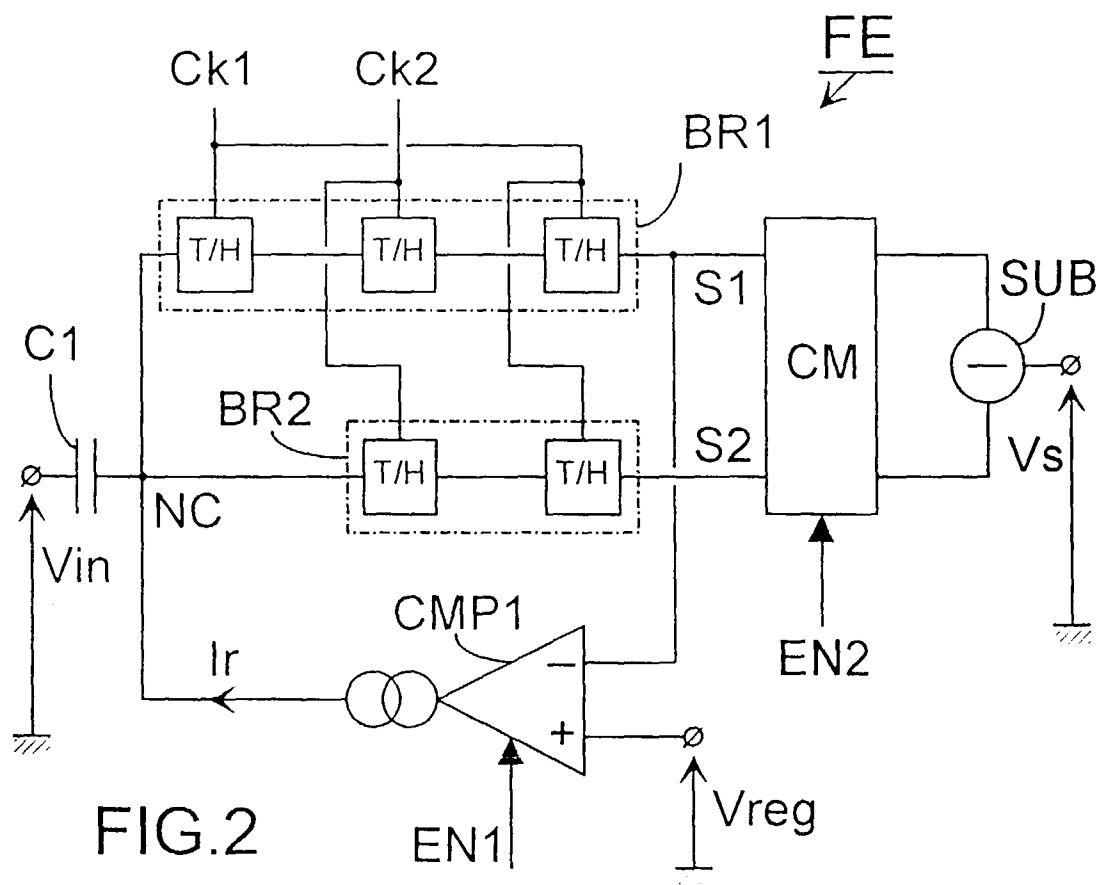 FE
Ck1
Ck2
BR1
T/H
T/H
T/H
S1
SUB
C1
CM
BR2
T/H
T/H
S2
Vs
NC
Vin
CMP1
Ir
−
+
EN2
Vreg
EN1
FIG.2